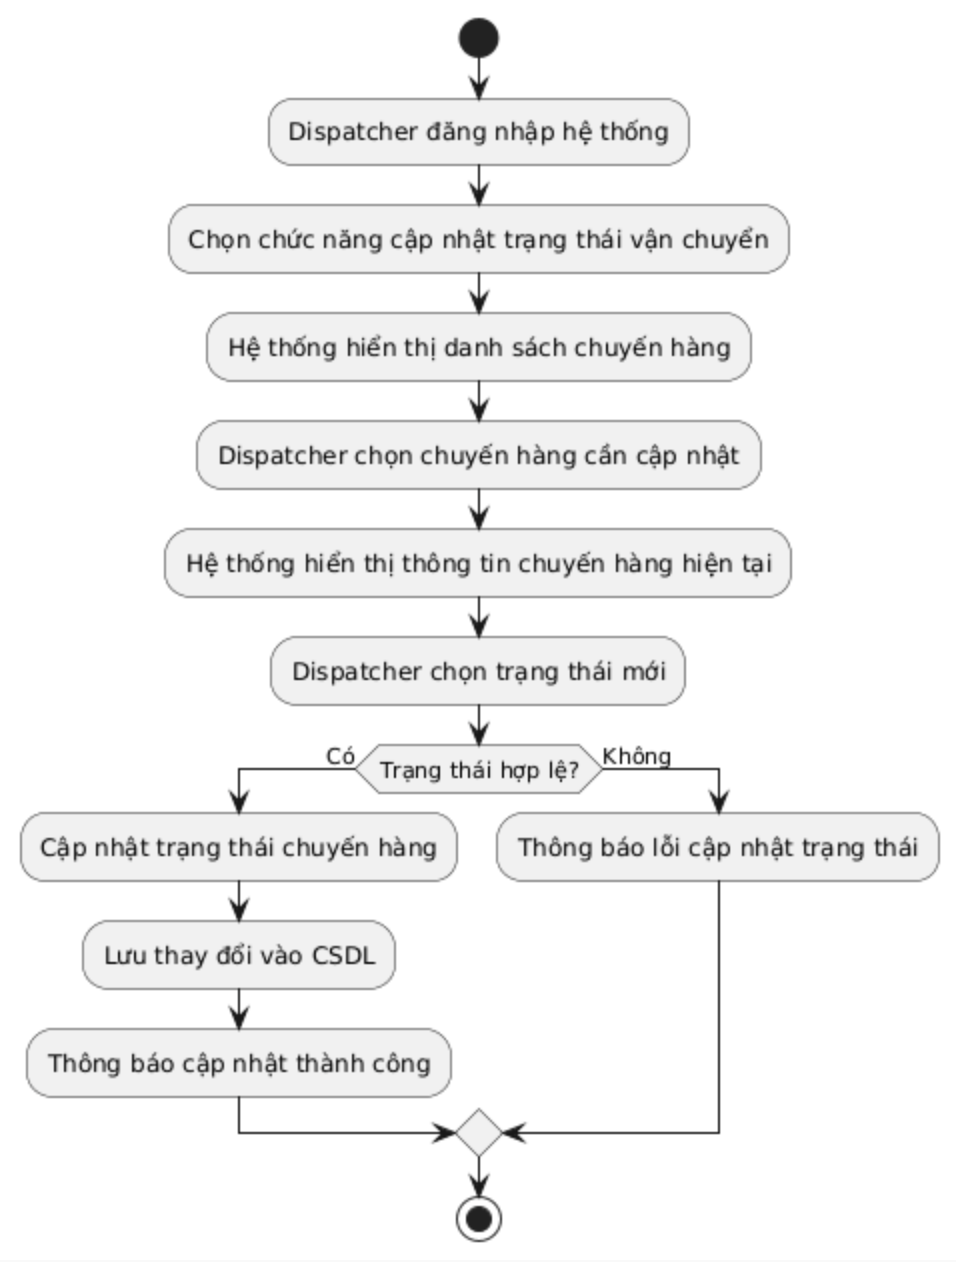 Dispatcher đăng nhập hệ thống
Chọn chức năng cập nhật trạng thái vận chuyển
Hệ thống hiển thị danh sách chuyến hàng
Dispatcher chọn chuyến hàng cần cập nhật
Hệ thống hiển thị thông tin chuyến hàng hiện tại
Dispatcher chọn trạng thái mới
Có
Trạng thái hợp lệ?
Không
Cập nhật trạng thái chuyến hàng
Thông báo lỗi cập nhật trạng thái
Lưu thay đổi vào CSDL
Thông báo cập nhật thành công